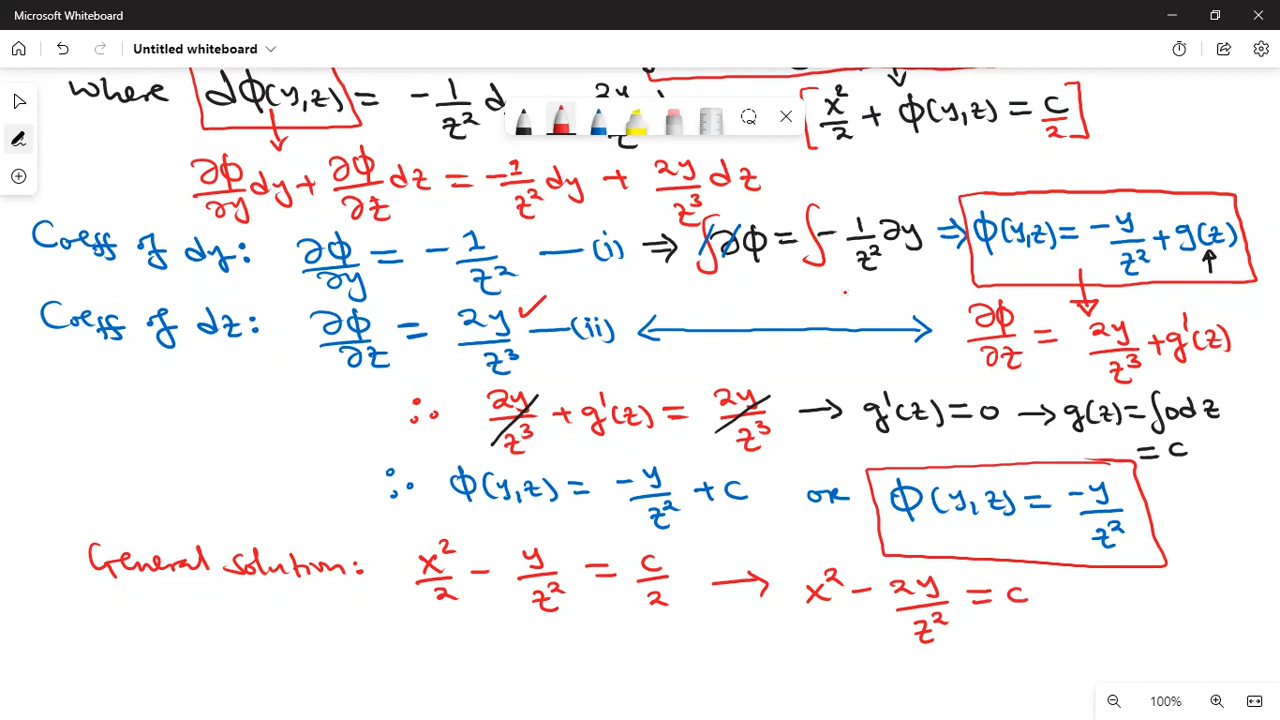 Microsoft Whiteboard
Untitled whiteboard
where dϕ(y,z) = -1/z² d 2y [x²/2 + ϕ(y,z) = c/2]
∂ϕ/∂y dy + ∂ϕ/∂z dz = -1/z² dy + 2y/z³ dz
Coeff of dy: ∂ϕ/∂y = -1/z² —(i) ⇒ ∫∂ϕ = ∫-1/z² ∂y ⇒ ϕ(y,z) = -y/z² + g(z)
Coeff of dz: ∂ϕ/∂z = 2y/z³ —(ii) ⟷ ∂ϕ/∂z = 2y/z³ + g'(z)
∴ 2y/z³ + g'(z) = 2y/z³ → g'(z) = 0 → g(z) = ∫0dz
= c
∴ ϕ(y,z) = -y/z² + c or ϕ(y,z) = -y/z²
General solution: x²/2 - y/z² = c/2 → x² - 2y/z² = c
100%